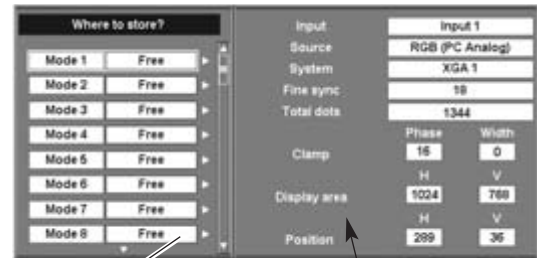 Where to store?
Mode 1 Free
Mode 2 Free
Mode 3 Free
Mode 4 Free
Mode 5 Free
Mode 6 Free
Mode 7 Free
Mode 8 Free
Input Input 1
Source RGB (PC Analog)
System XGA 1
Fine sync 18
Total dots 1344
Phase Width
Clamp 16 0
H V
Display area 1024 768
H V
Position 289 36